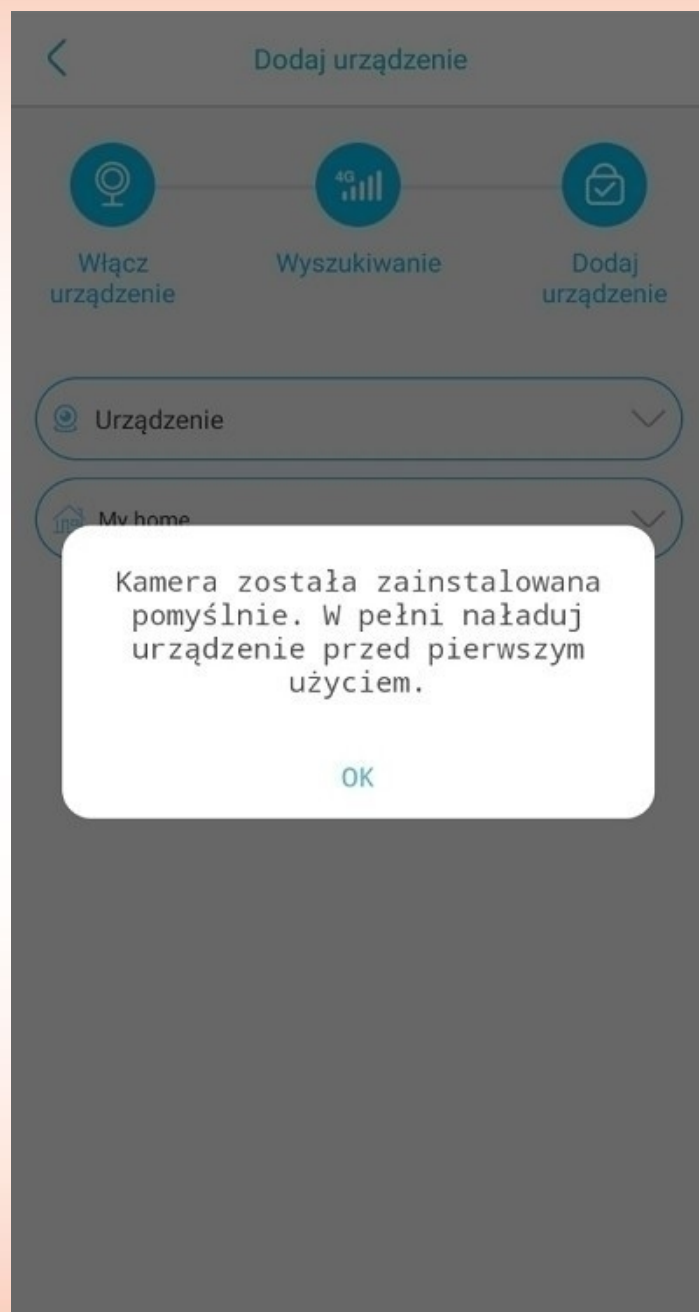 Dodaj urządzenie
4G
Włącz
urządzenie
Wyszukiwanie
Dodaj
urządzenie
Urządzenie
My home
Kamera została zainstalowana
pomyślnie. W pełni naładuj
urządzenie przed pierwszym
użyciem.
OK